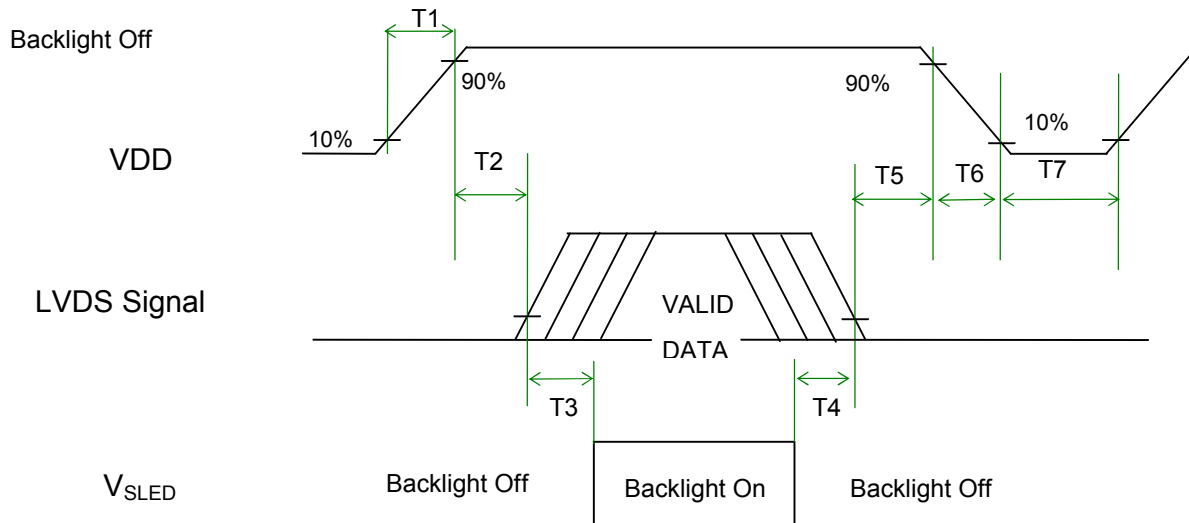 T1
Backlight Off
90%
90%
10%
10%
VDD
T2
T5
T6
T7
LVDS Signal
VALID
DATA
T3
T4
VSLED
Backlight Off
Backlight On
Backlight Off